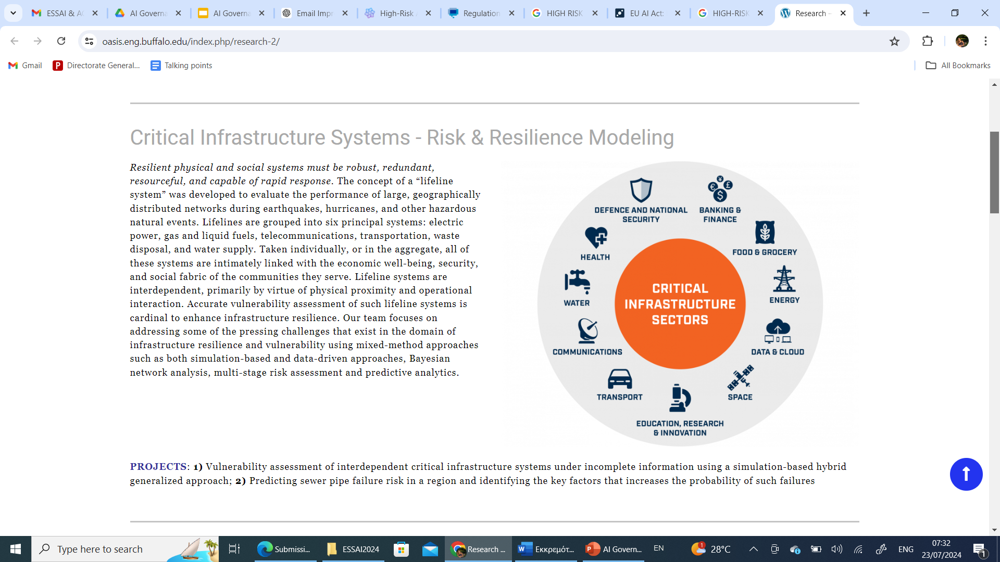 ESSAI & A
AI Governa
AI Governa
Email Impr
High-Risk
Regulation
HIGH RISK
EU AI Act:
HIGH-RISK
Research -
oasis.eng.buffalo.edu/index.php/research-2/
Gmail
Directorate General...
Talking points
All Bookmarks
Critical Infrastructure Systems - Risk & Resilience Modeling
Resilient physical and social systems must be robust, redundant,
resourceful, and capable of rapid response. The concept of a “lifeline
system” was developed to evaluate the performance of large, geographically
distributed networks during earthquakes, hurricanes, and other hazardous
natural events. Lifelines are grouped into six principal systems: electric
power, gas and liquid fuels, telecommunications, transportation, waste
disposal, and water supply. Taken individually, or in the aggregate, all of
these systems are intimately linked with the economic well-being, security,
and social fabric of the communities they serve. Lifeline systems are
interdependent, primarily by virtue of physical proximity and operational
interaction. Accurate vulnerability assessment of such lifeline systems is
cardinal to enhance infrastructure resilience. Our team focuses on
addressing some of the pressing challenges that exist in the domain of
infrastructure resilience and vulnerability using mixed-method approaches
such as both simulation-based and data-driven approaches, Bayesian
network analysis, multi-stage risk assessment and predictive analytics.
DEFENCE AND NATIONAL
SECURITY
BANKING &
FINANCE
HEALTH
FOOD & GROCERY
WATER
ENERGY
CRITICAL
INFRASTRUCTURE
SECTORS
COMMUNICATIONS
DATA & CLOUD
TRANSPORT
SPACE
EDUCATION, RESEARCH
& INNOVATION
PROJECTS: 1) Vulnerability assessment of interdependent critical infrastructure systems under incomplete information using a simulation-based hybrid
generalized approach; 2) Predicting sewer pipe failure risk in a region and identifying the key factors that increases the probability of such failures
Type here to search
Submissi...
ESSAI2024
Research ...
Εκκρεμότ...
AI Govern...
EN
1
28°C
ENG
07:32
23/07/2024
1